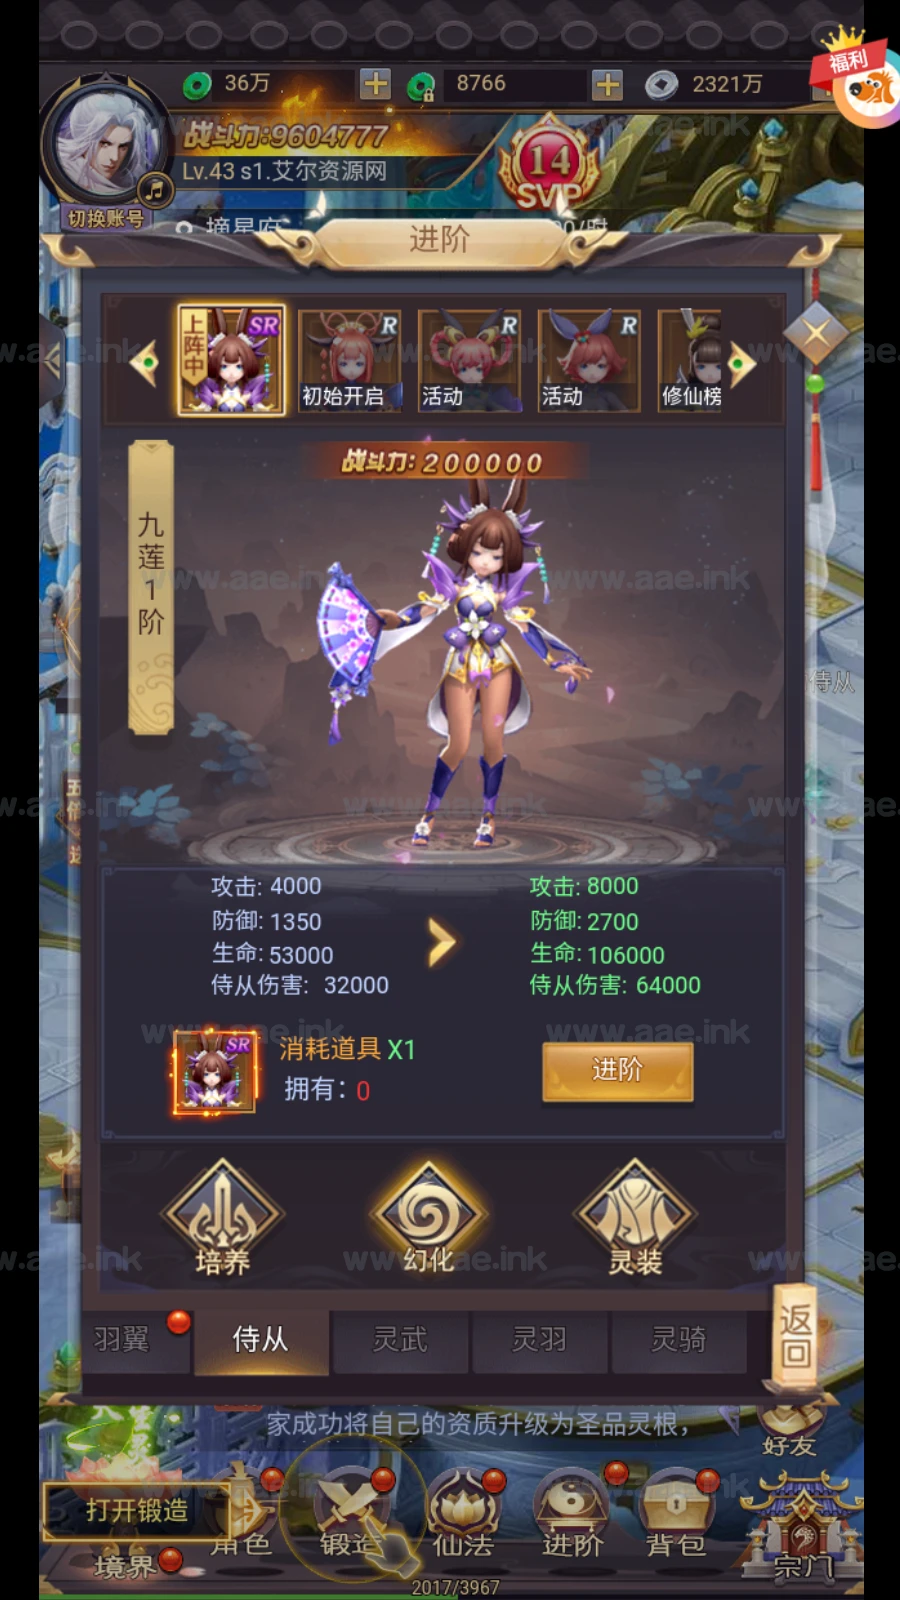 36万
8766
2321万
福利
战斗力:9604777
Lv.43 s1.艾尔资源网
14
SVIP
切换账号
摘星府
进阶
上阵中
SR
R
初始开启
R
活动
R
活动
修仙榜
战斗力:200000
九莲1阶
侍从
攻击: 4000
防御: 1350
生命: 53000
侍从伤害: 32000
攻击: 8000
防御: 2700
生命: 106000
侍从伤害: 64000
SR
消耗道具 X1
拥有: 0
进阶
培养
幻化
灵装
羽翼
侍从
灵武
灵羽
灵骑
返回
家成功将自己的资质升级为圣品灵根,
好友
打开锻造
境界
角色
锻造
仙法
进阶
背包
宗门
2017/3967
www.aae.ink